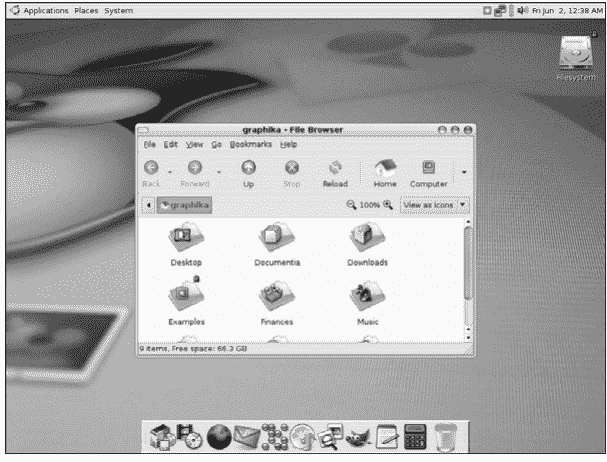 Applications Places System
Fri Jun 2, 12:38 AM
Filesystem
graphika - File Browser
File Edit View Go Bookmarks Help
Back Forward Up Stop Reload Home Computer
graphika 100% View as Icons
Desktop Documentia Downloads
Examples Finances Music
9 items, Free space: 66.3 GB